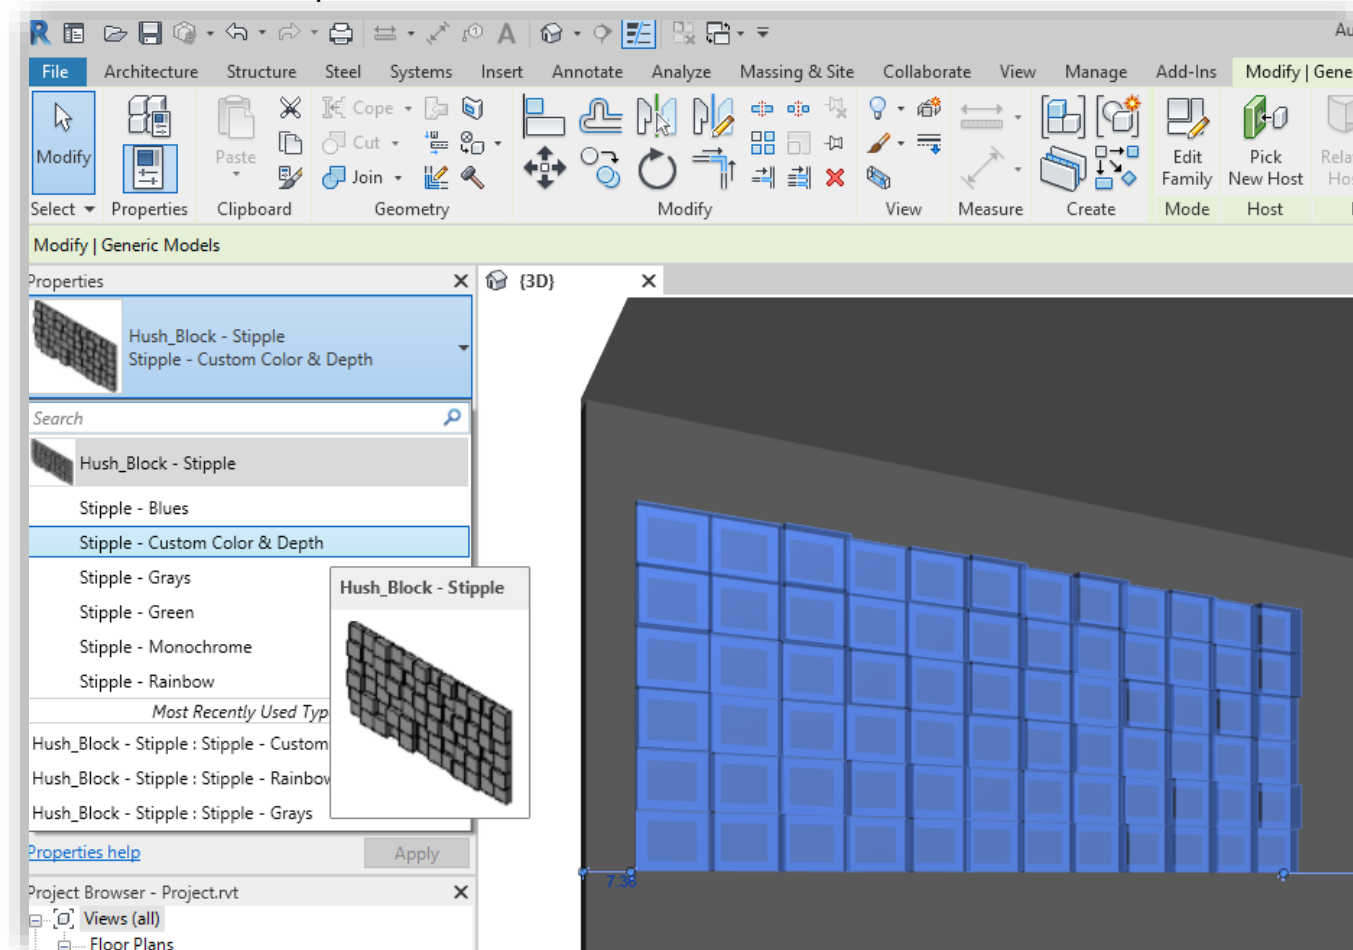 Au
File Architecture Structure Steel Systems Insert Annotate Analyze Massing & Site Collaborate View Manage Add-Ins Modify | Gene
Modify
Paste
Cope
Cut
Join
Edit Family
Pick New Host
Rela
Hos
Select Properties Clipboard Geometry Modify View Measure Create Mode Host
Modify | Generic Models
Properties
{3D}
Hush_Block - Stipple
Stipple - Custom Color & Depth
Search
Hush_Block - Stipple
Stipple - Blues
Stipple - Custom Color & Depth
Stipple - Grays
Stipple - Green
Stipple - Monochrome
Stipple - Rainbow
Most Recently Used Typ
Hush_Block - Stipple : Stipple - Custom
Hush_Block - Stipple : Stipple - Rainbow
Hush_Block - Stipple : Stipple - Grays
Hush_Block - Stipple
Properties help Apply
7.36
Project Browser - Project.rvt
Views (all)
Floor Plans